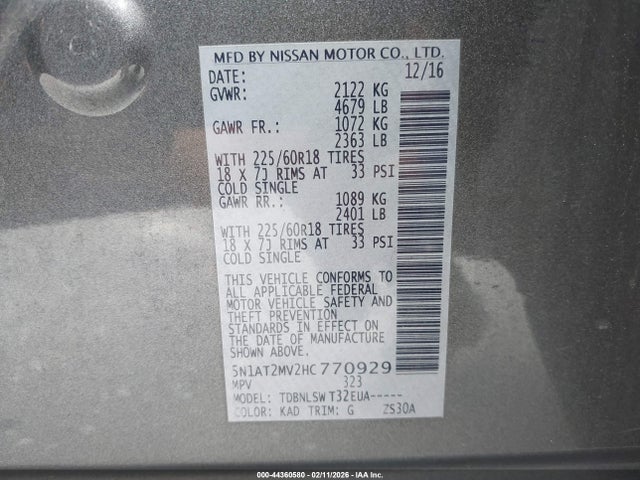 MFD BY NISSAN MOTOR CO., LTD.
DATE: 12/16
GVWR: 2122 KG
4679 LB
GAWR FR.: 1072 KG
2363 LB
WITH 225/60R18 TIRES
18 X 7J RIMS AT 33 PSI
COLD SINGLE
GAWR RR.: 1089 KG
2401 LB
WITH 225/60R18 TIRES
18 X 7J RIMS AT 33 PSI
COLD SINGLE
THIS VEHICLE CONFORMS TO
ALL APPLICABLE FEDERAL
MOTOR VEHICLE SAFETY AND
THEFT PREVENTION
STANDARDS IN EFFECT ON
THE DATE OF MANUFACTURE
SHOWN ABOVE.
5N1AT2MV2HC770929
MPV 323
MODEL: TDBNLSW T32EUA-----
COLOR: KAD TRIM: G ZS30A
000-44360580 - 02/11/2026 - IAA Inc.